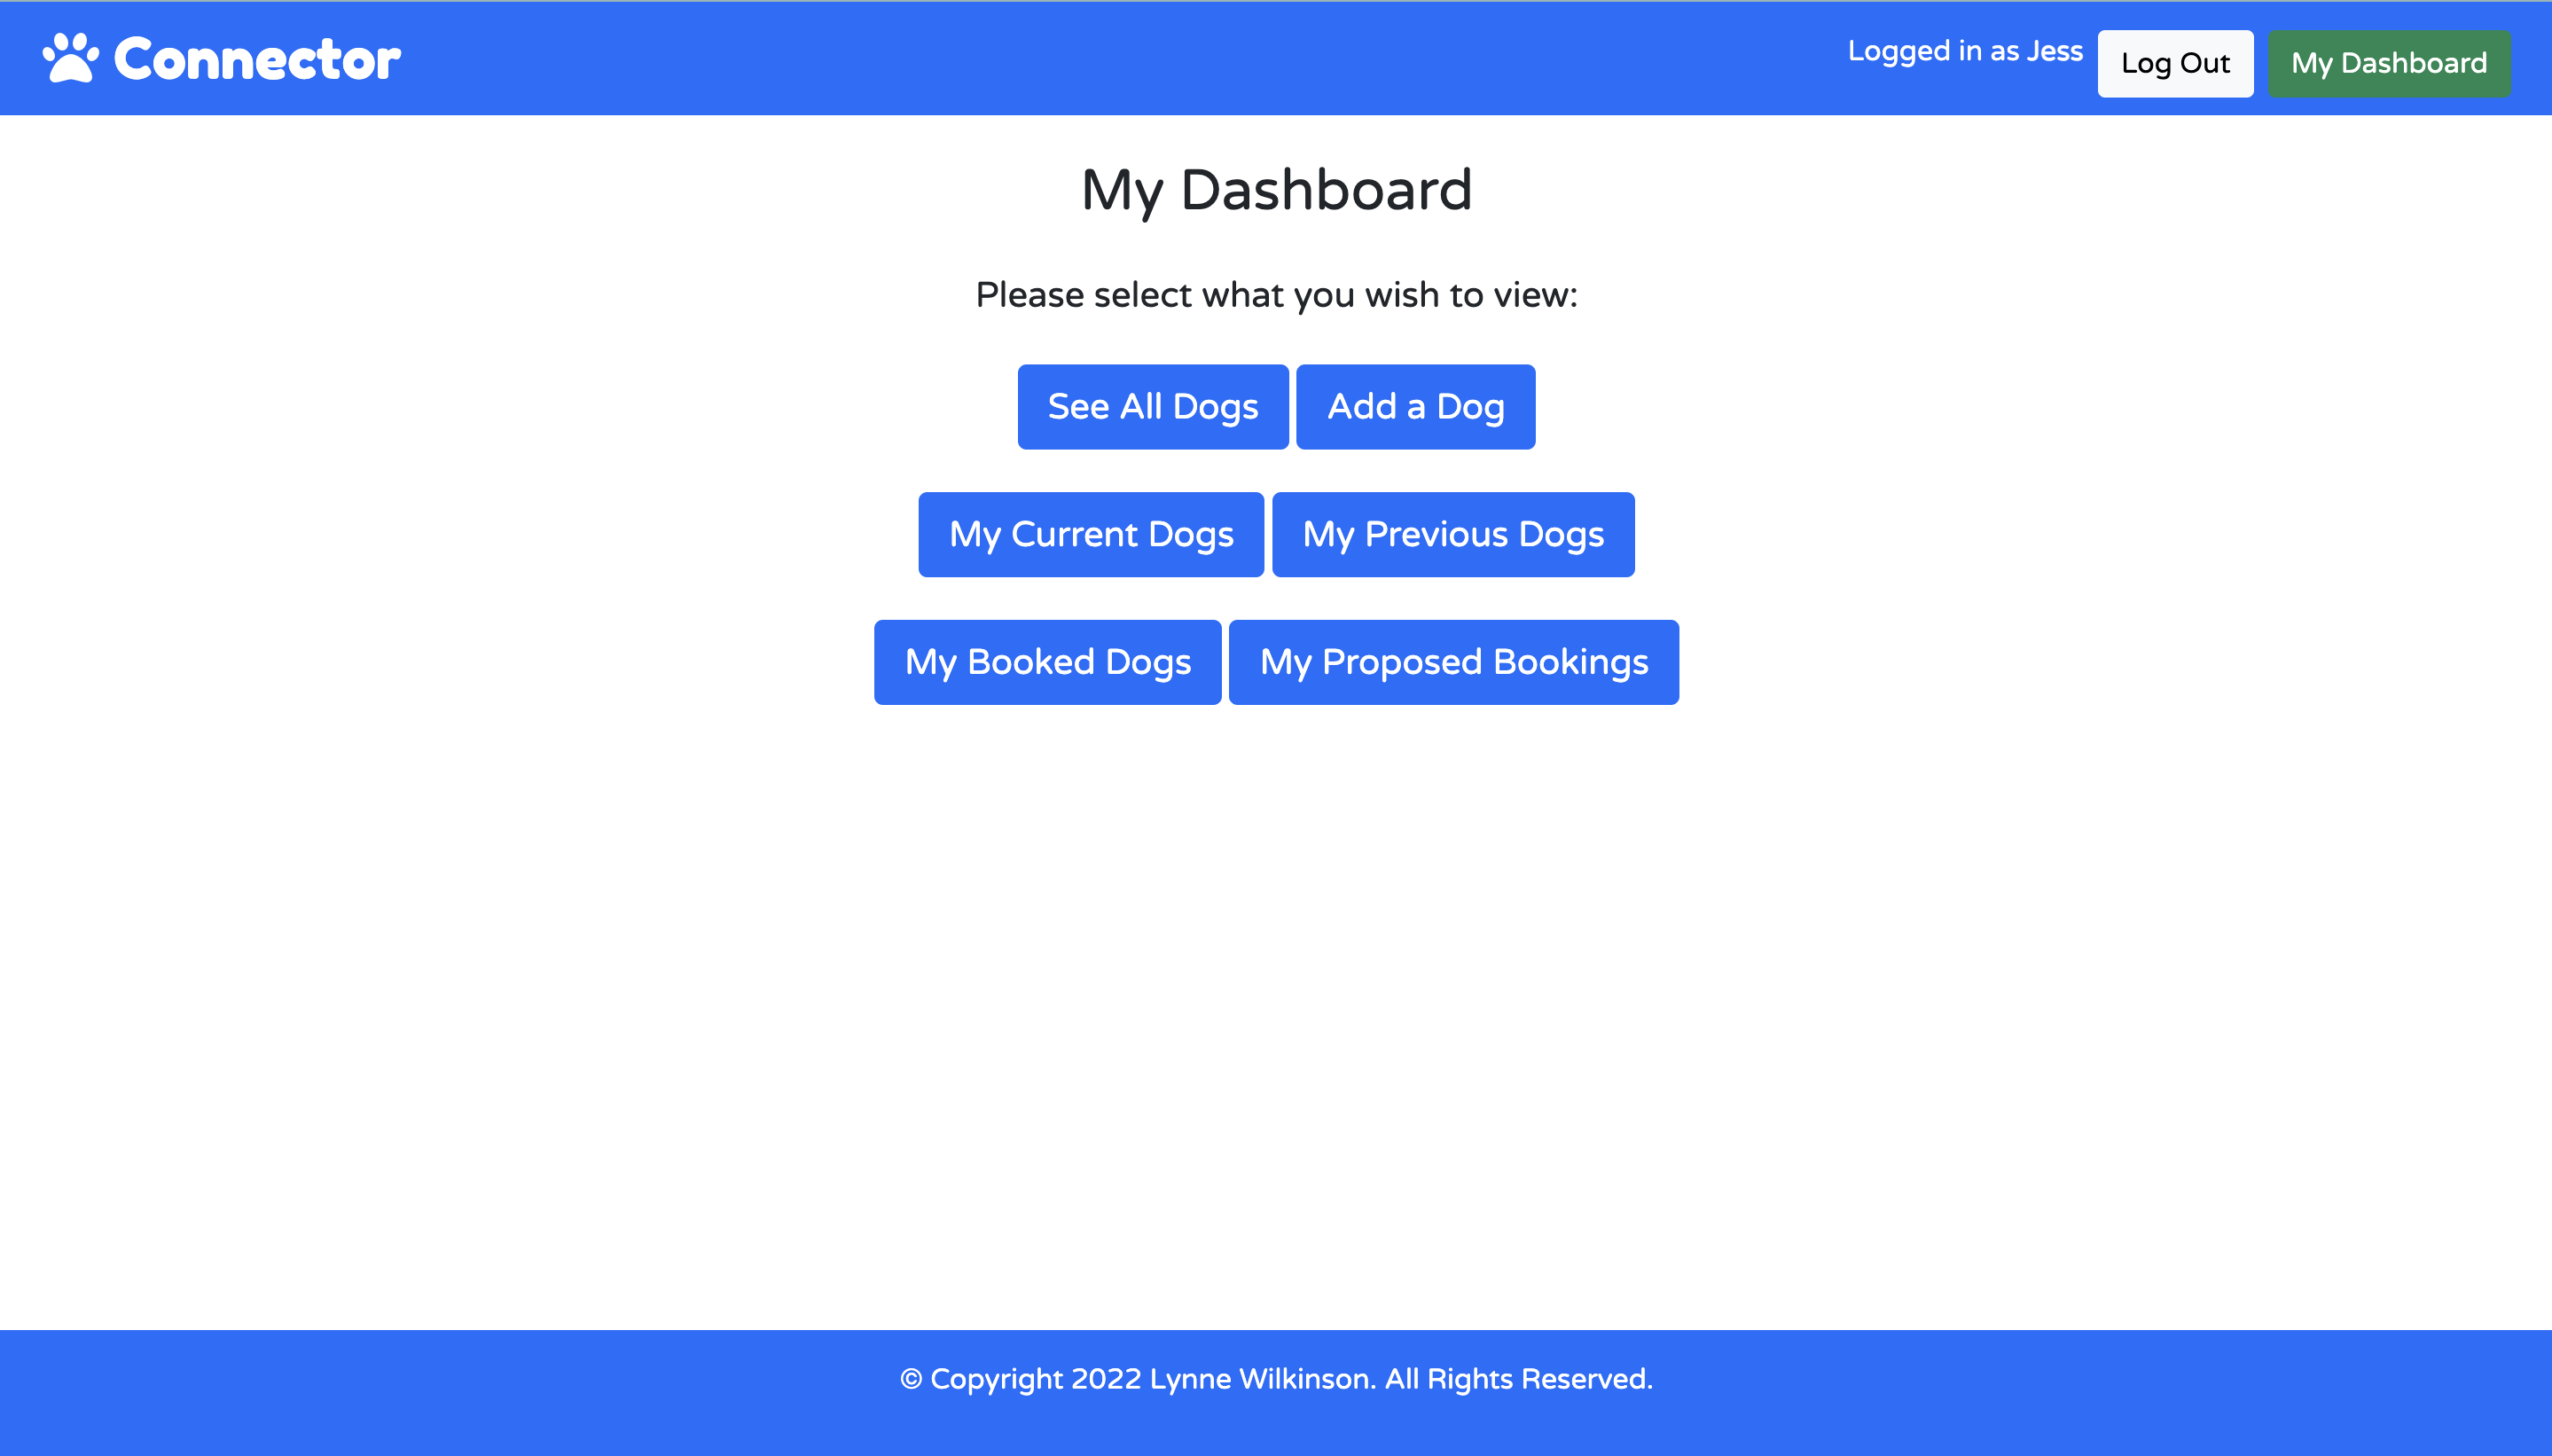 Connector
Logged in as Jess
Log Out
My Dashboard
My Dashboard
Please select what you wish to view:
See All Dogs
Add a Dog
My Current Dogs
My Previous Dogs
My Booked Dogs
My Proposed Bookings
© Copyright 2022 Lynne Wilkinson. All Rights Reserved.